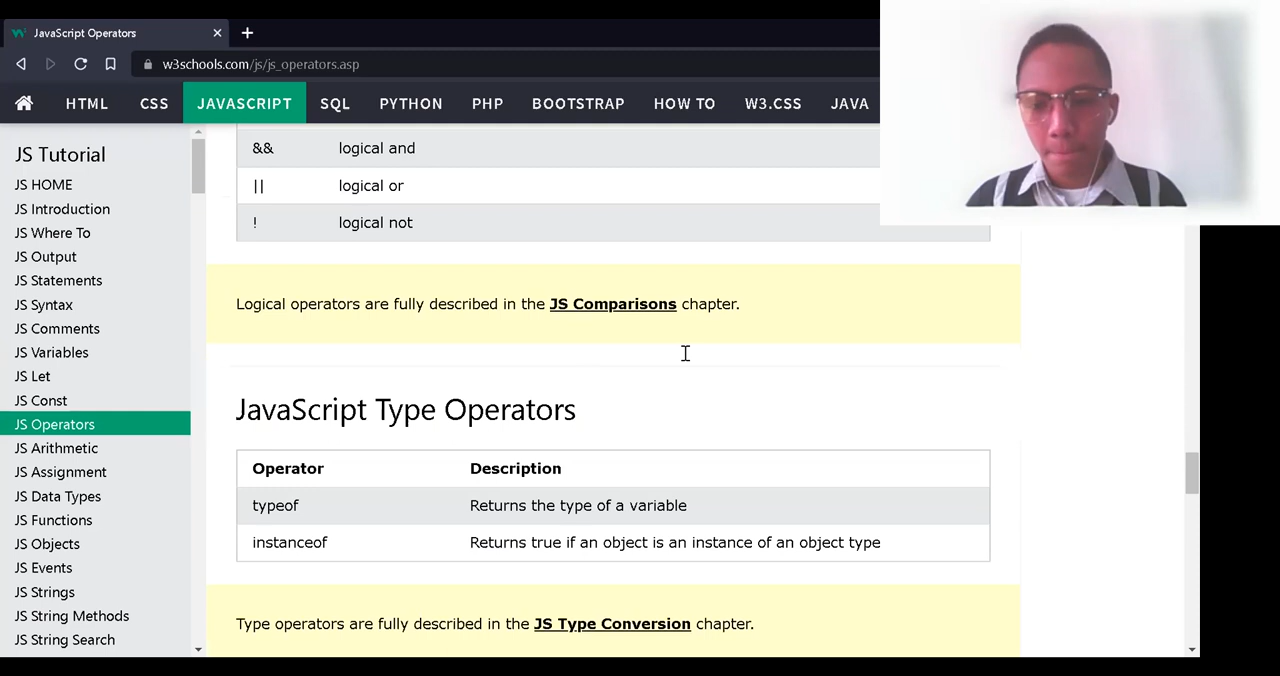 JavaScript Operators
w3schools.com/js/js_operators.asp
HTML CSS JAVASCRIPT SQL PYTHON PHP BOOTSTRAP HOW TO W3.CSS JAVA
JS Tutorial
JS HOME
JS Introduction
JS Where To
JS Output
JS Statements
JS Syntax
JS Comments
JS Variables
JS Let
JS Const
JS Operators
JS Arithmetic
JS Assignment
JS Data Types
JS Functions
JS Objects
JS Events
JS Strings
JS String Methods
JS String Search
&& logical and
|| logical or
! logical not
Logical operators are fully described in the JS Comparisons chapter.
JavaScript Type Operators
Operator Description
typeof Returns the type of a variable
instanceof Returns true if an object is an instance of an object type
Type operators are fully described in the JS Type Conversion chapter.